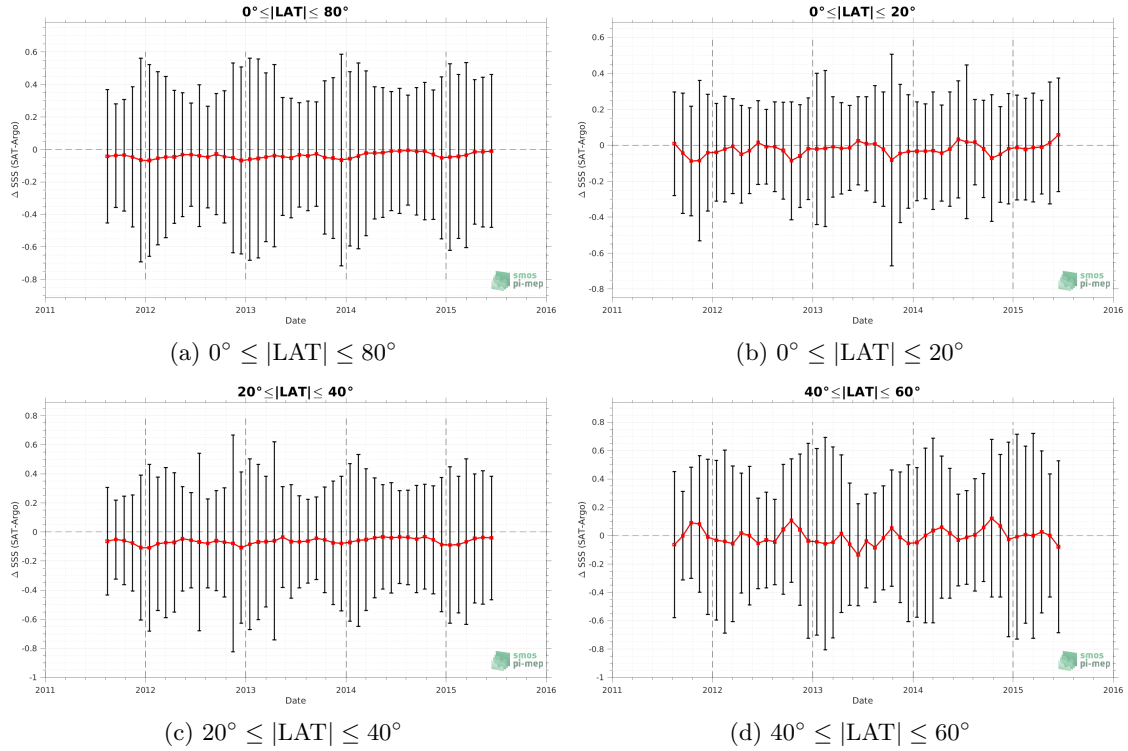 0°≤|LAT|≤ 80°
Δ SSS (SAT-Argo)
0.6
0.4
0.2
0
-0.2
-0.4
-0.6
-0.8
smos
pi-mep
2011 2012 2013 2014 2015 2016
Date
(a) 0° ≤ |LAT| ≤ 80°
0°≤|LAT|≤ 20°
Δ SSS (SAT-Argo)
0.6
0.4
0.2
0
-0.2
-0.4
-0.6
-0.8
smos
pi-mep
2011 2012 2013 2014 2015 2016
Date
(b) 0° ≤ |LAT| ≤ 20°
20°≤|LAT|≤ 40°
Δ SSS (SAT-Argo)
0.8
0.6
0.4
0.2
0
-0.2
-0.4
-0.6
-0.8
-1
smos
pi-mep
2011 2012 2013 2014 2015 2016
Date
(c) 20° ≤ |LAT| ≤ 40°
40°≤|LAT|≤ 60°
Δ SSS (SAT-Argo)
0.8
0.6
0.4
0.2
0
-0.2
-0.4
-0.6
-0.8
-1
smos
pi-mep
2011 2012 2013 2014 2015 2016
Date
(d) 40° ≤ |LAT| ≤ 60°